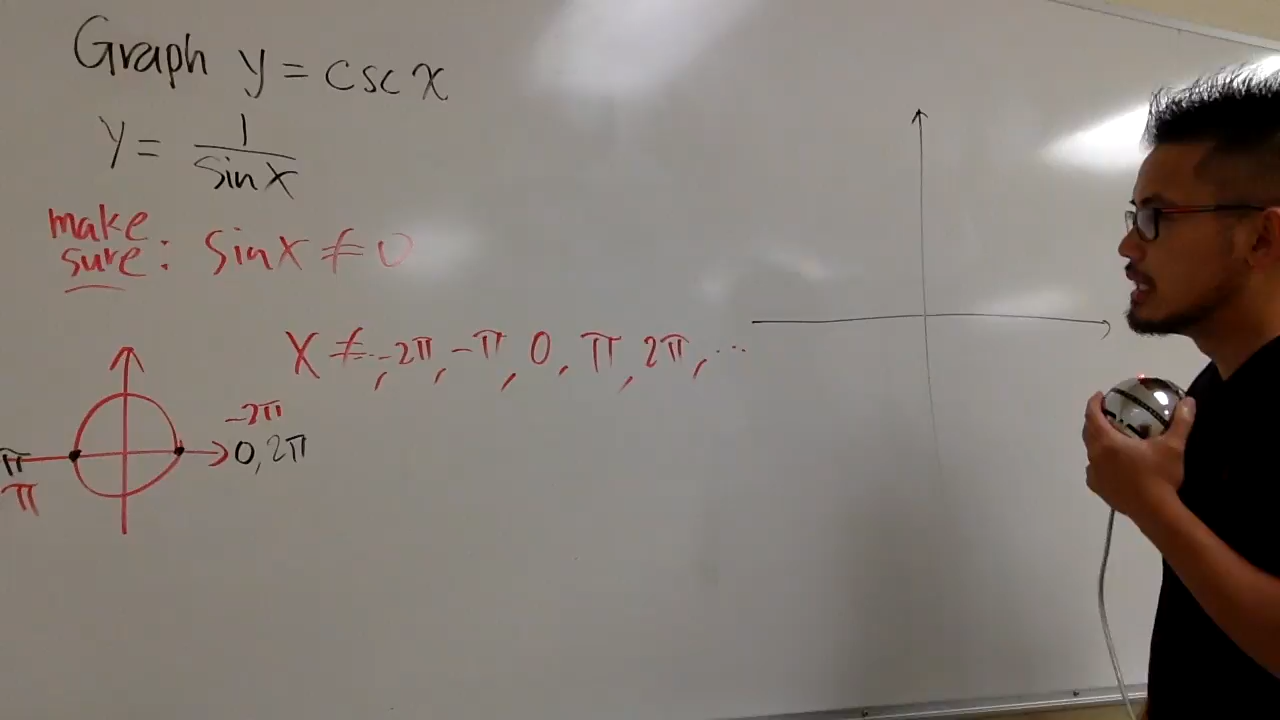 Graph y = csc x
y = 1/sin x
make sure: sin x ≠ 0
x ≠ ..., -2π, -π, 0, π, 2π, ...
-2π
π 0, 2π
π